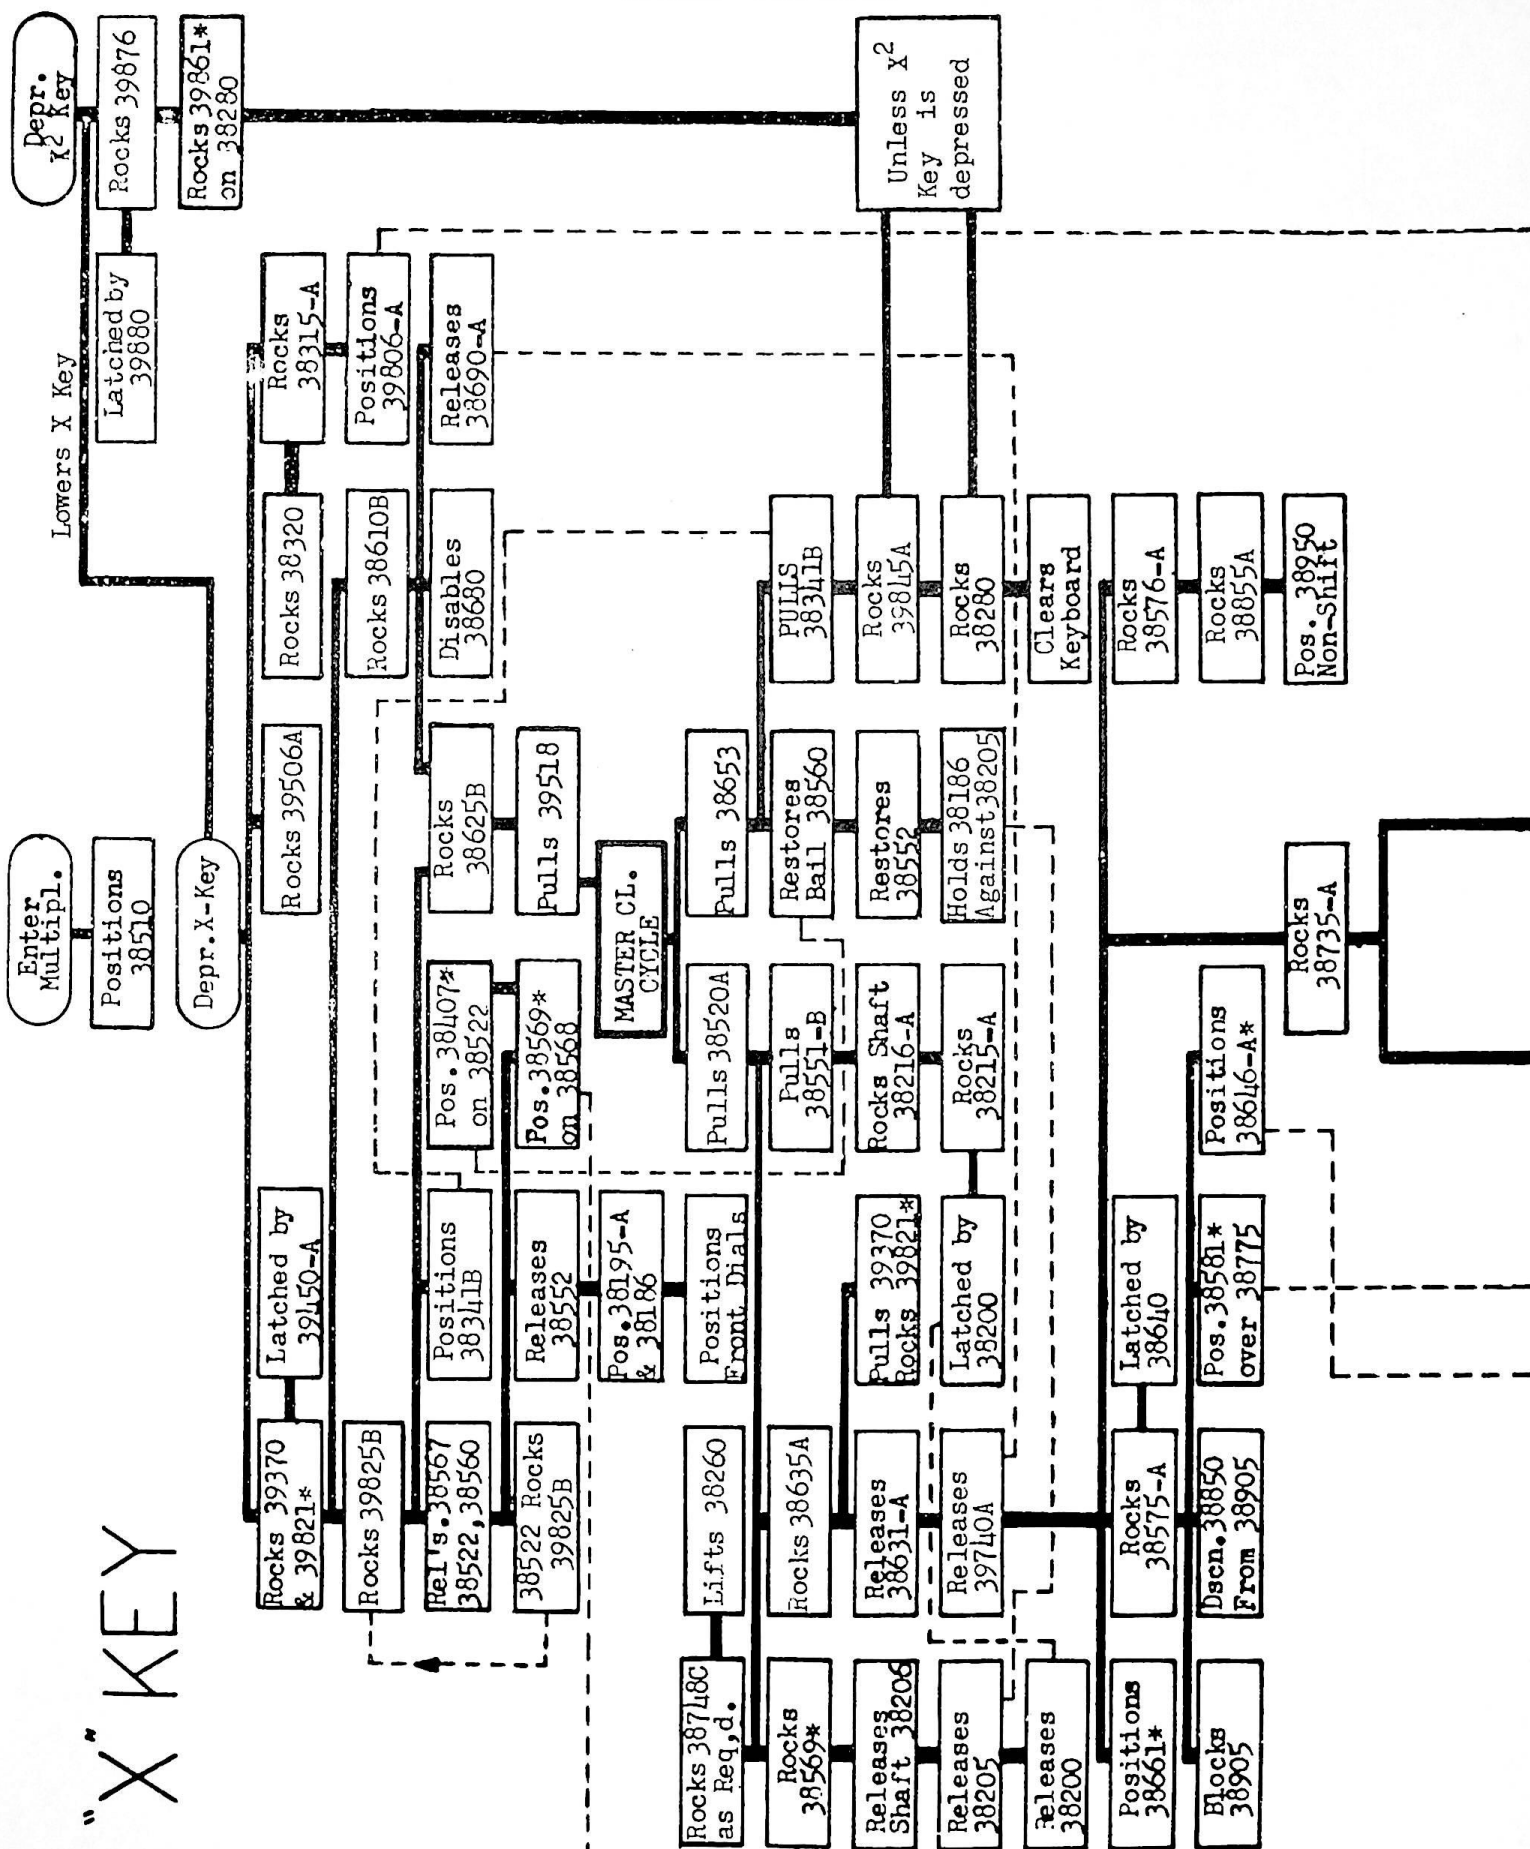 "X" KEY
Enter
Multipl.
Positions
38510
Depr.X-Key
Depr.
X2 Key
Lowers X Key
Latched by
39880
Rocks 39876
Rocks 39861*
on 38280
Rocks 39370
& 39821*
Latched by
39450-A
Rocks 39506A
Rocks 38320
Rocks
38315-A
Rocks 39825B
Rocks 38610B
Positions
39806-A
Rel's.38567
38522,38560
Positions
38341B
Pos.38407*
on 38522
Rocks
38625B
Disables
38680
Releases
38690-A
38522 Rocks
39825B
Releases
38552
Pos.38569*
on 38568
Pulls 39518
Pos.38195-A
& 38186
MASTER CL.
CYCLE
Rocks 38748C
as Req,d.
Lifts 38260
Positions
Front Dials
Pulls 38520A
Pulls 38653
Rocks
38569*
Rocks 38635A
Pulls
38551-B
Restores
Bail 38560
PULLS
38341B
Releases
Shaft 38206
Releases
38631-A
Pulls 39370
Rocks 39821*
Rocks Shaft
38216-A
Restores
38552
Rocks
39845A
Unless X2
Key is
depressed
Releases
38205
Releases
39740A
Latched by
38200
Rocks
38215-A
Holds 38186
Against38205
Rocks
38280
Releases
38200
Clears
Keyboard
Positions
38661*
Rocks
38575-A
Latched by
38640
Rocks
38576-A
Blocks
38905
Dscn.38850
From 38905
Pos.38581*
over 38775
Positions
38646-A*
Rocks
38855A
Rocks
38735-A
Pos. 38950
Non-Shift